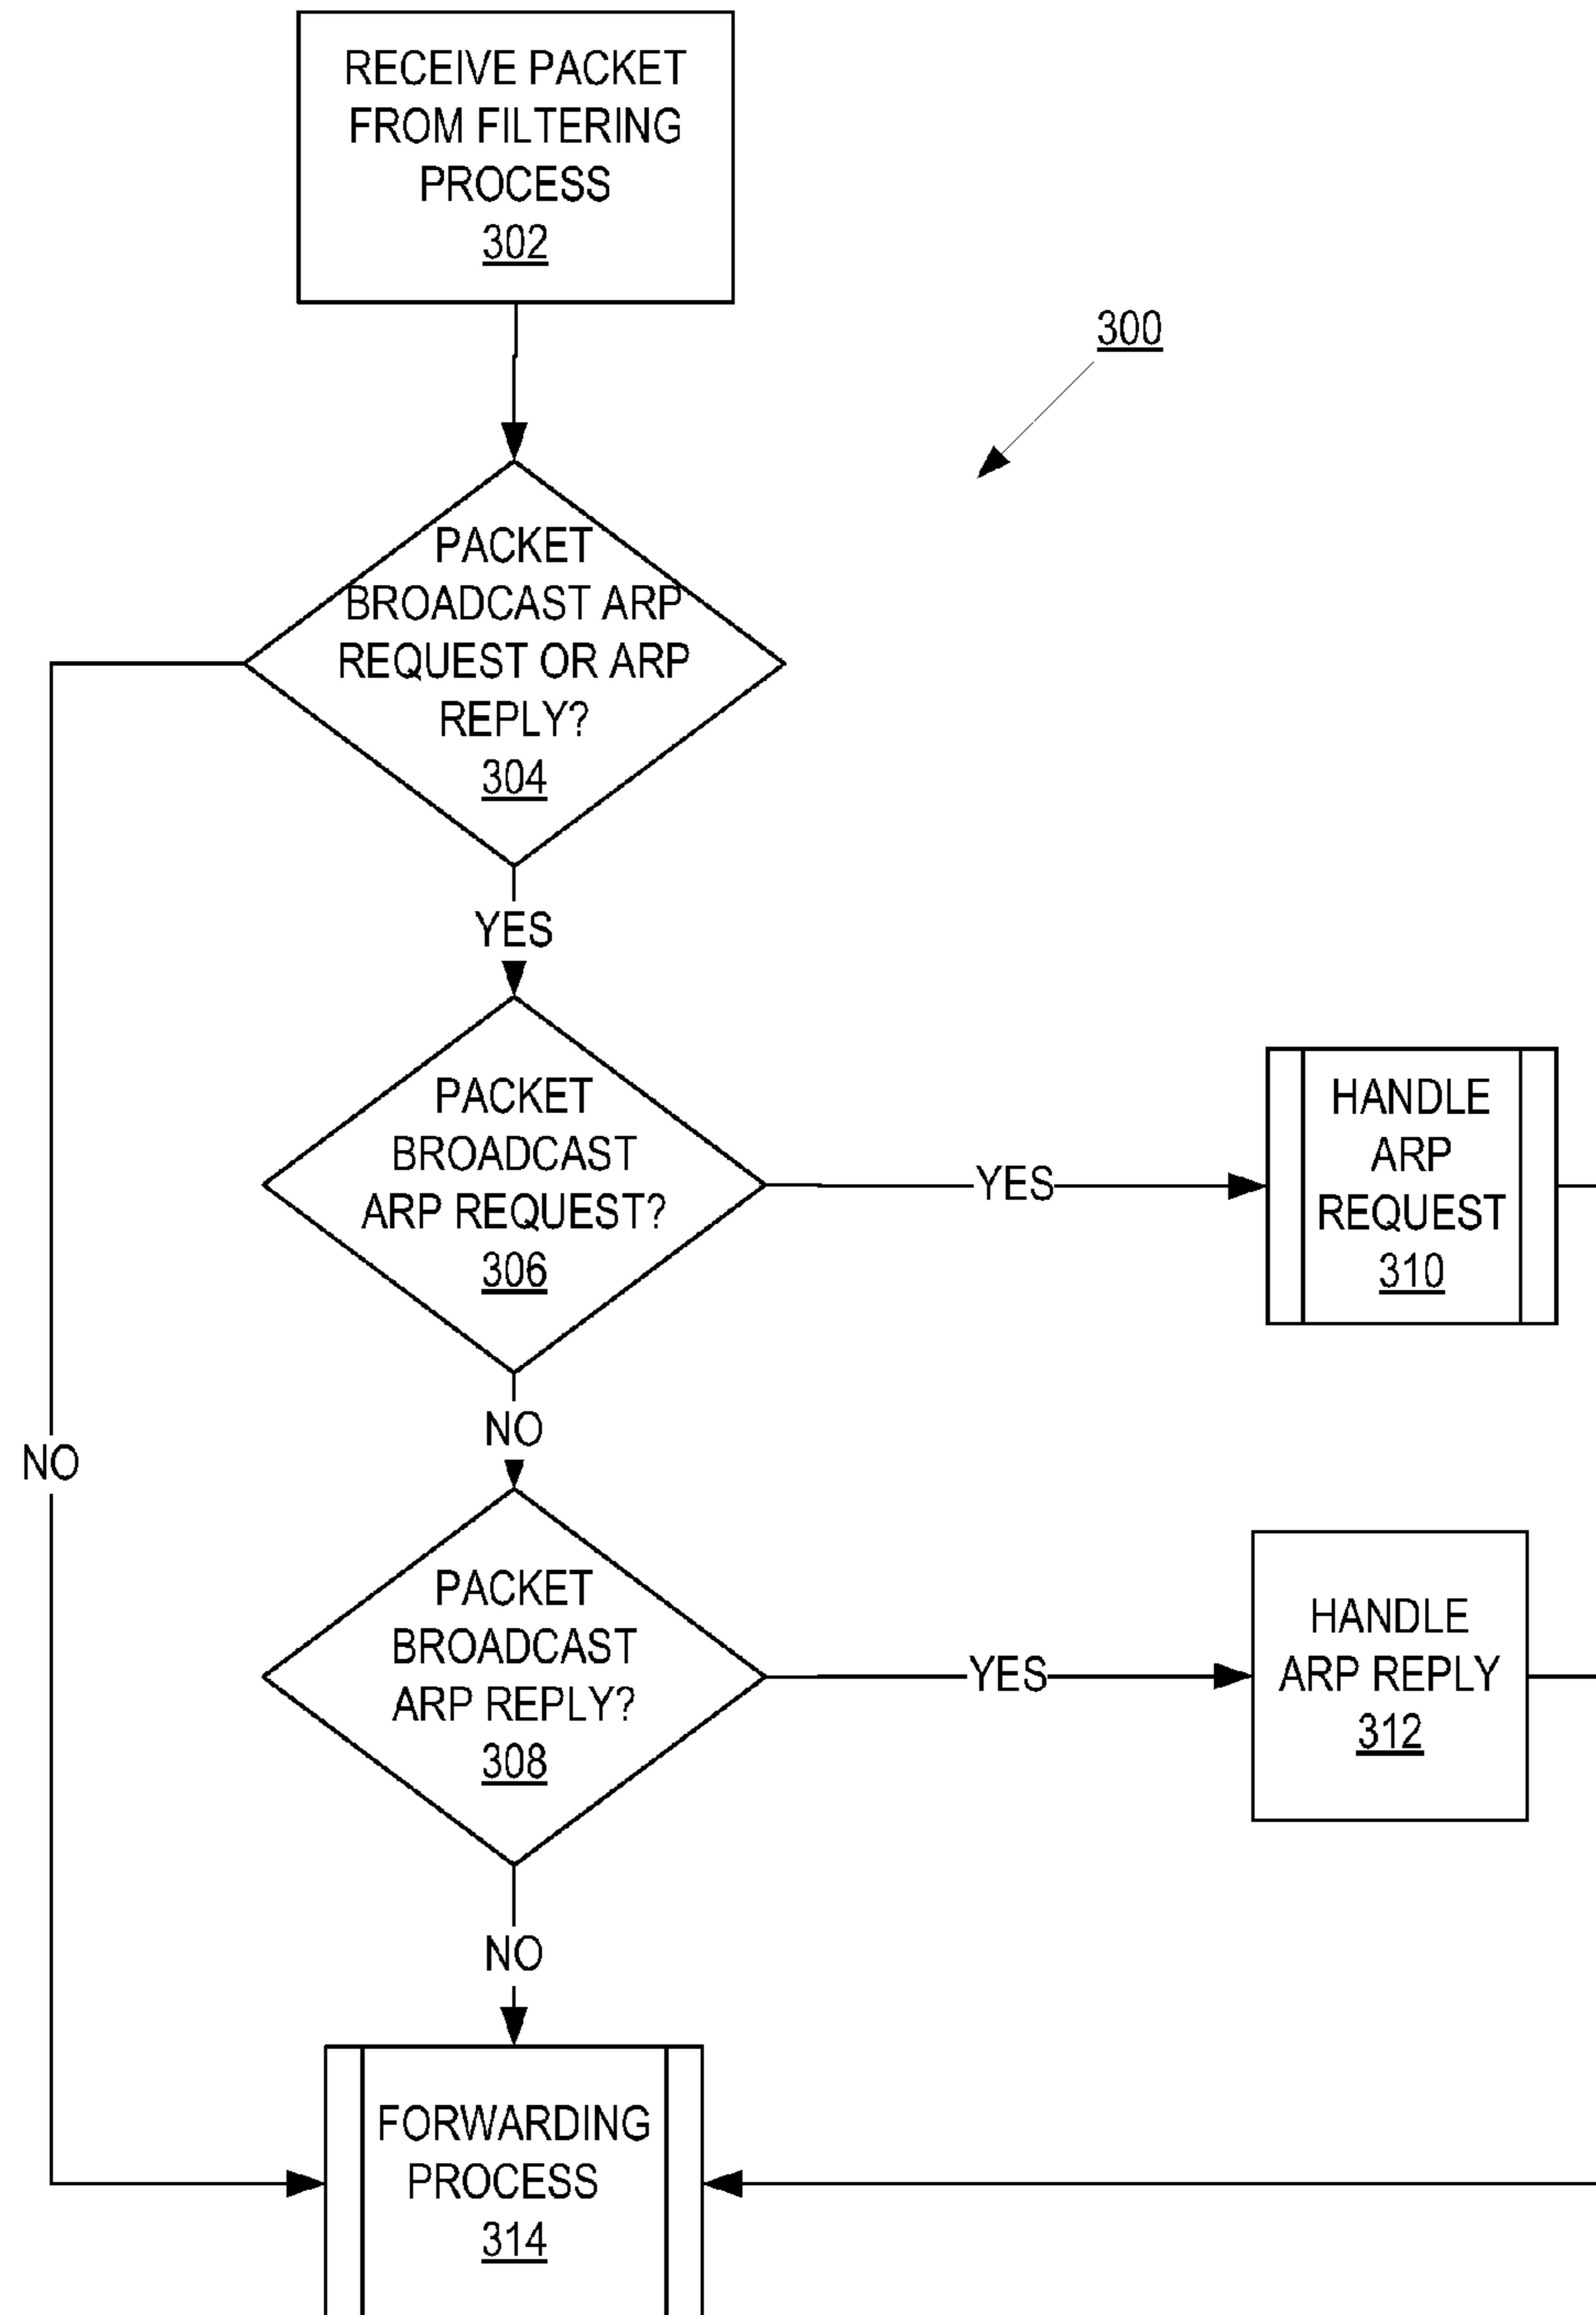 RECEIVE PACKET
FROM FILTERING
PROCESS
302
300
PACKET
BROADCAST ARP
REQUEST OR ARP
REPLY?
304
YES
PACKET
BROADCAST
ARP REQUEST?
306
YES
HANDLE
ARP
REQUEST
310
NO
NO
PACKET
BROADCAST
ARP REPLY?
308
YES
HANDLE
ARP REPLY
312
NO
FORWARDING
PROCESS
314